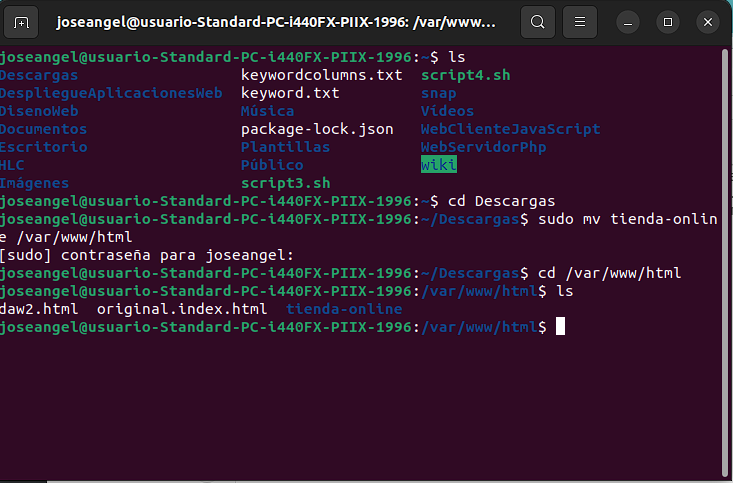 joseangel@usuario-Standard-PC-i440FX-PIIX-1996: /var/www...
joseangel@usuario-Standard-PC-i440FX-PIIX-1996:~$ ls
Descargas keywordcolumns.txt script4.sh
DespliegueAplicacionesWeb keyword.txt snap
DisenoWeb Música Vídeos
Documentos package-lock.json WebClienteJavaScript
Escritorio Plantillas WebServidorPhp
HLC Público wiki
Imágenes script3.sh
joseangel@usuario-Standard-PC-i440FX-PIIX-1996:~$ cd Descargas
joseangel@usuario-Standard-PC-i440FX-PIIX-1996:~/Descargas$ sudo mv tienda-onlin
e /var/www/html
[sudo] contraseña para joseangel:
joseangel@usuario-Standard-PC-i440FX-PIIX-1996:~/Descargas$ cd /var/www/html
joseangel@usuario-Standard-PC-i440FX-PIIX-1996:/var/www/html$ ls
daw2.html original.index.html tienda-online
joseangel@usuario-Standard-PC-i440FX-PIIX-1996:/var/www/html$